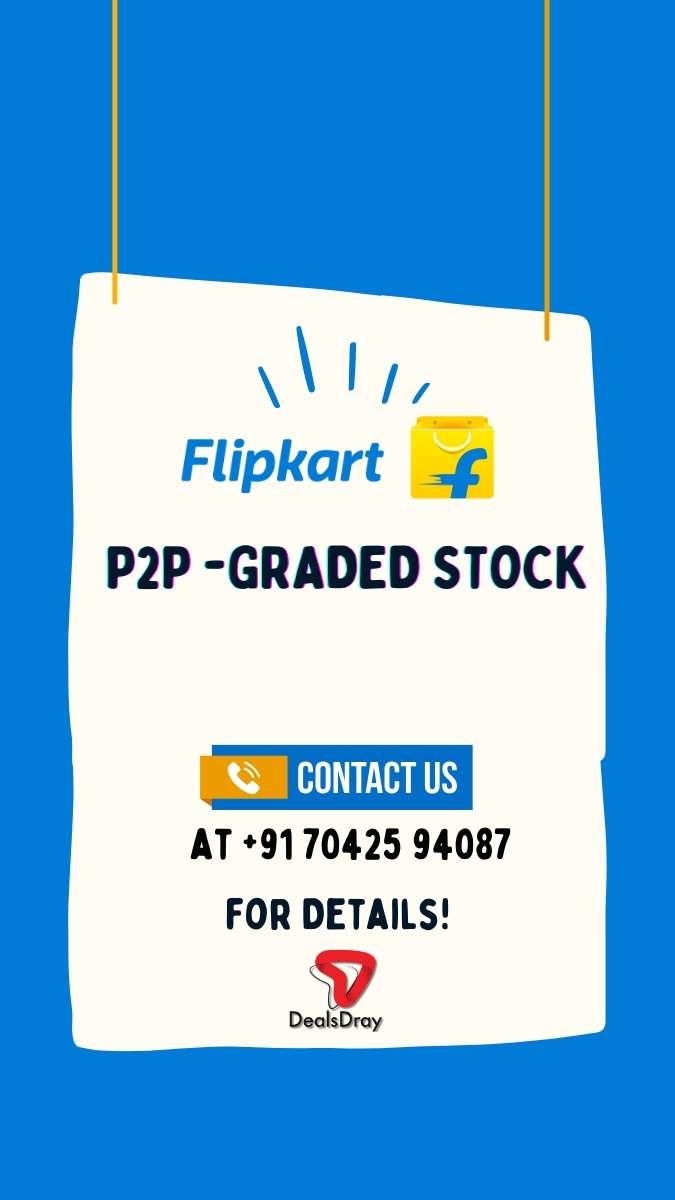 Flipkart
P2P -GRADED STOCK
CONTACT US
AT +91 70425 94087
FOR DETAILS!
DealsDray